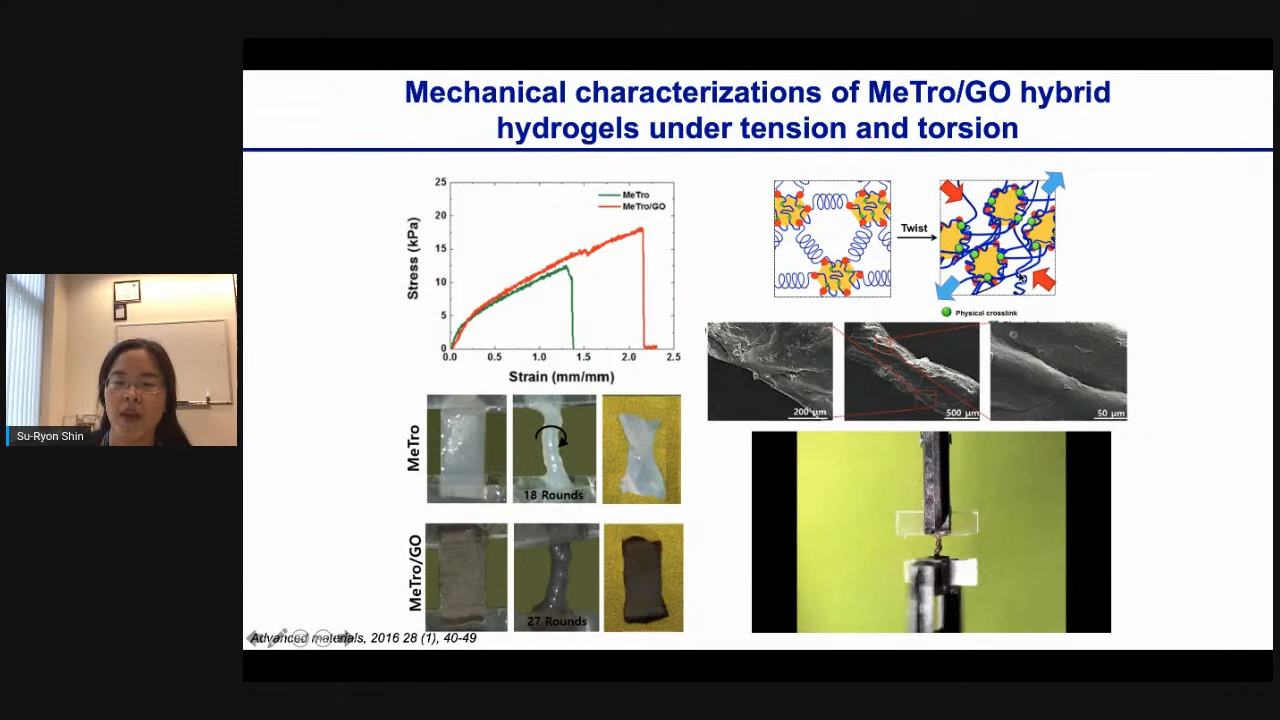 Mechanical characterizations of MeTro/GO hybrid
hydrogels under tension and torsion
25
20
15
10
5
0
0.0 0.5 1.0 1.5 2.0 2.5
Stress (kPa)
Strain (mm/mm)
MeTro
MeTro/GO
Twist
Physical crosslink
200 µm
500 µm
50 µm
MeTro
18 Rounds
MeTro/GO
27 Rounds
Advanced materials, 2016 28 (1), 40-49
Su-Ryon Shin